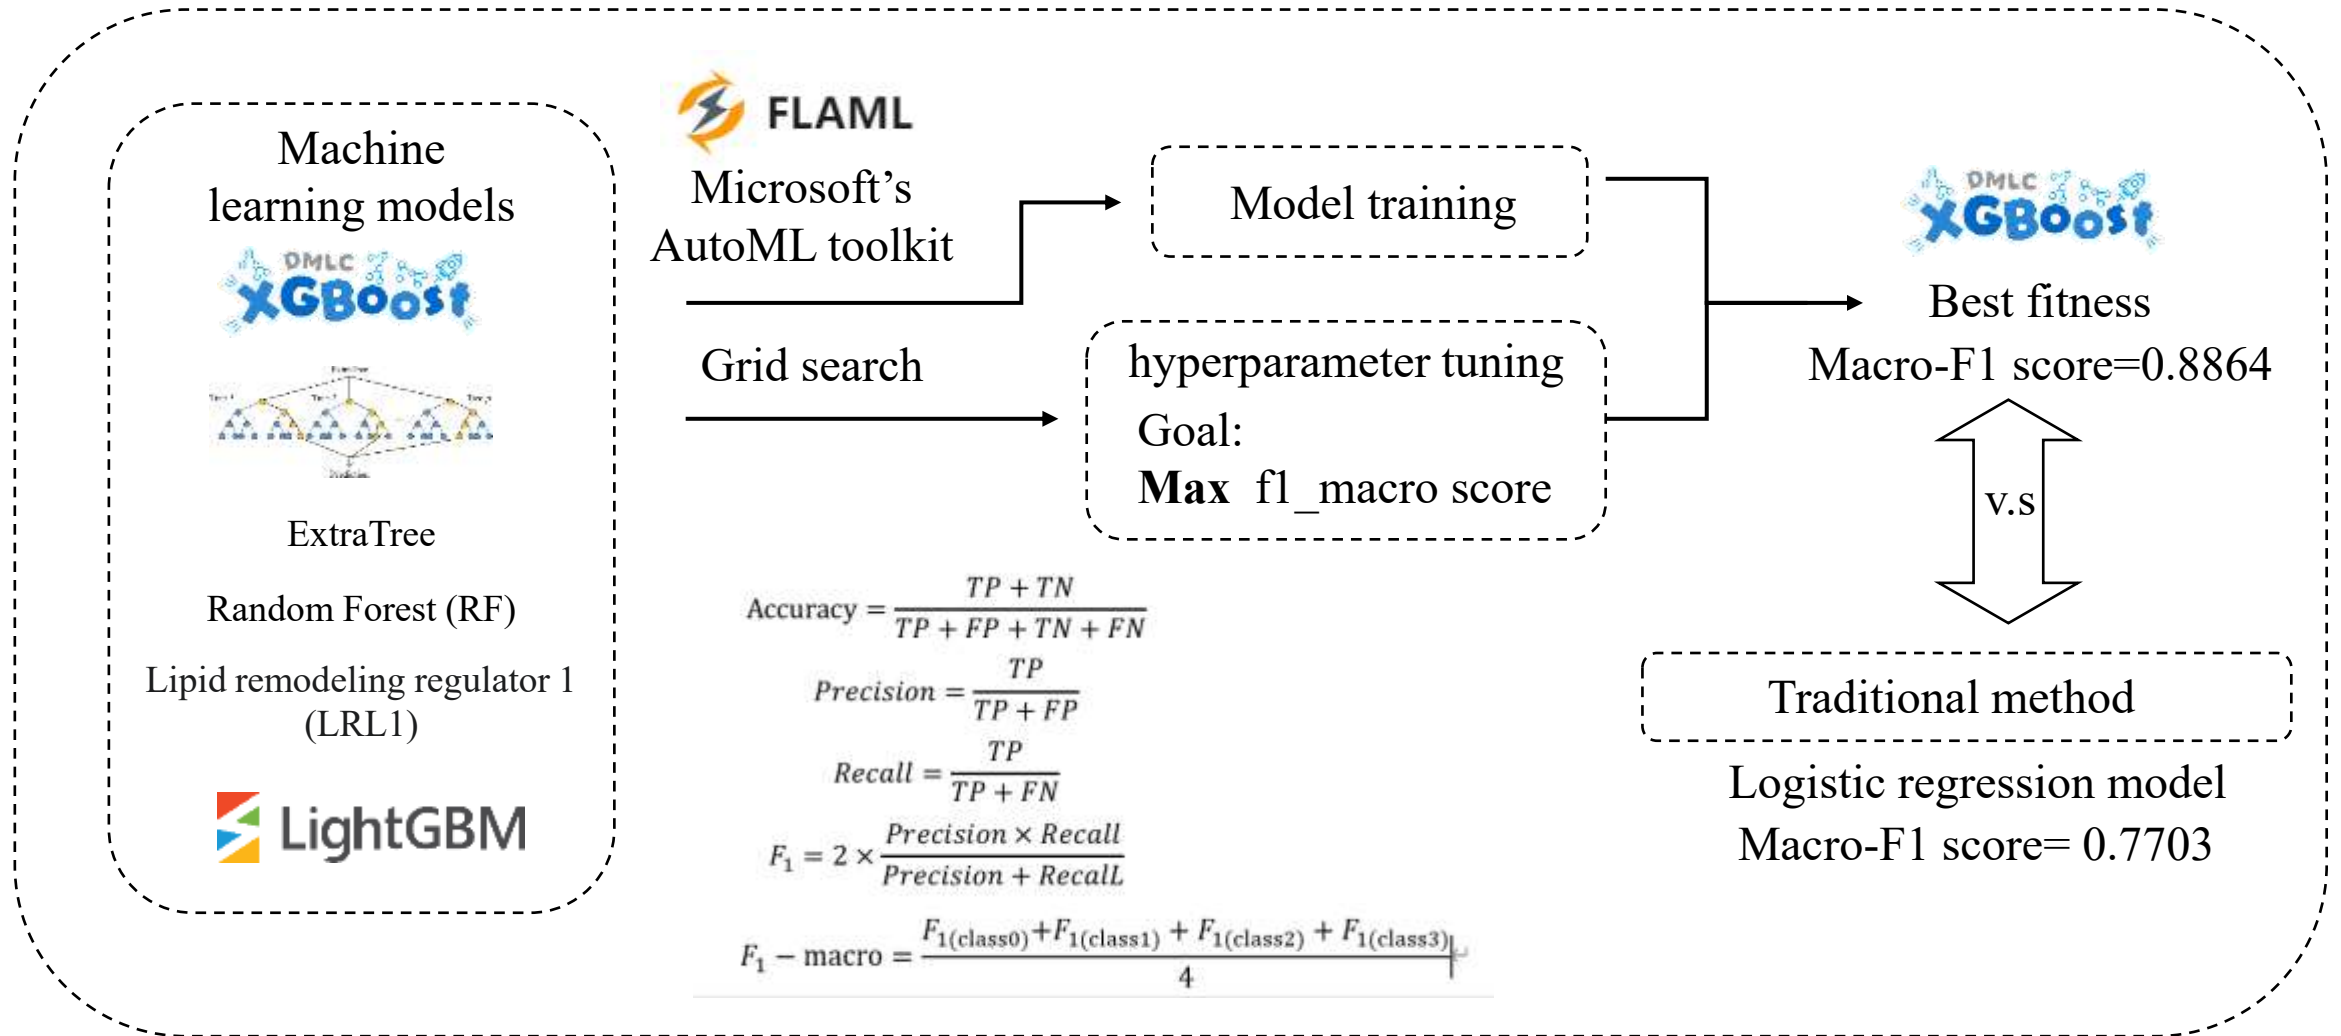 Machine
learning models
DMLC
XGBoost
ExtraTree
Random Forest (RF)
Lipid remodeling regulator 1
(LRL1)
LightGBM
FLAML
Microsoft’s
AutoML toolkit
Grid search
Model training
hyperparameter tuning
Goal:
Max f1_macro score
Accuracy = (TP + TN) / (TP + FP + TN + FN)
Precision = TP / (TP + FP)
Recall = TP / (TP + FN)
F₁ = 2 × (Precision × Recall) / (Precision + RecalL)
F₁ − macro = (F₁(class0)+F₁(class1) + F₁(class2) + F₁(class3)) / 4
DMLC
XGBoost
Best fitness
Macro-F1 score=0.8864
v.s
Traditional method
Logistic regression model
Macro-F1 score= 0.7703